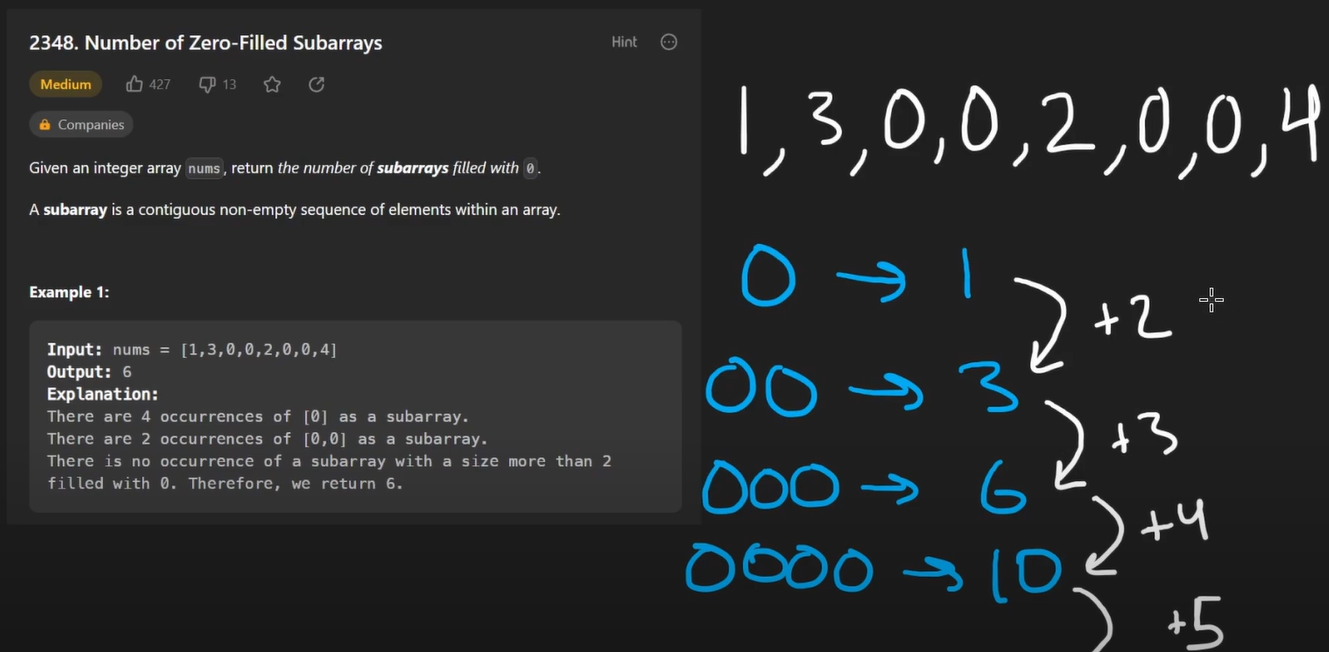 2348. Number of Zero-Filled Subarrays
Hint
Medium
427
13
Companies
Given an integer array nums, return the number of subarrays filled with 0.
A subarray is a contiguous non-empty sequence of elements within an array.
Example 1:
Input: nums = [1,3,0,0,2,0,0,4]
Output: 6
Explanation:
There are 4 occurrences of [0] as a subarray.
There are 2 occurrences of [0,0] as a subarray.
There is no occurrence of a subarray with a size more than 2
filled with 0. Therefore, we return 6.
1,3,0,0,2,0,0,4
0 → 1
+2
00 → 3
+3
000 → 6
+4
0000 → 10
+5